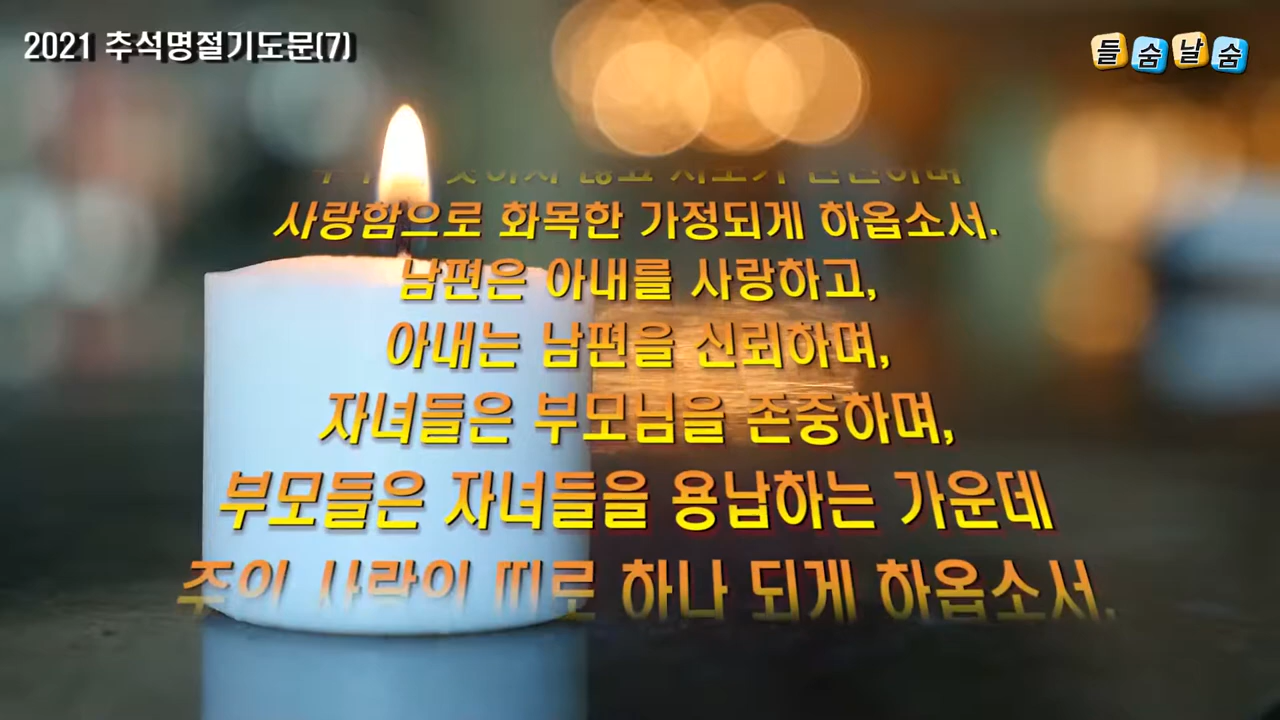 2021 추석명절기도문(7)
들숨날숨
사랑함으로 화목한 가정되게 하옵소서.
남편은 아내를 사랑하고,
아내는 남편을 신뢰하며,
자녀들은 부모님을 존중하며,
부모들은 자녀들을 용납하는 가운데
주의 사랑의 띠로 하나 되게 하옵소서.